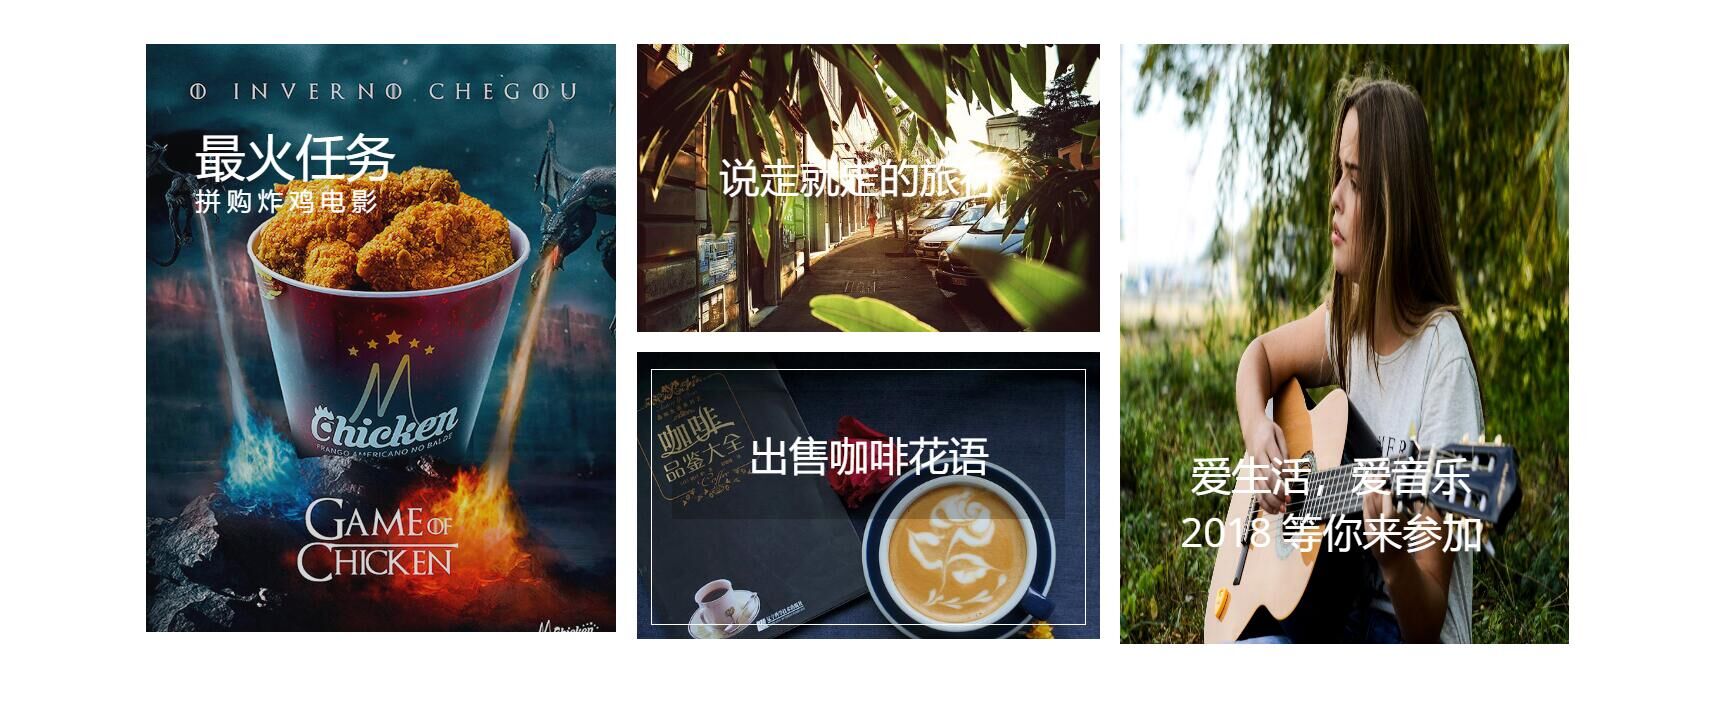 O INVERNO CHEGOU
最火任务
拼购炸鸡电影
M
Chicken
FRANGO AMERICANO NO BALDE
GAME OF
CHICKEN
M Chicken
说走就走的旅行
咖啡
品鉴大全
Coffee
出售咖啡花语
爱生活，爱音乐
2018 等你来参加